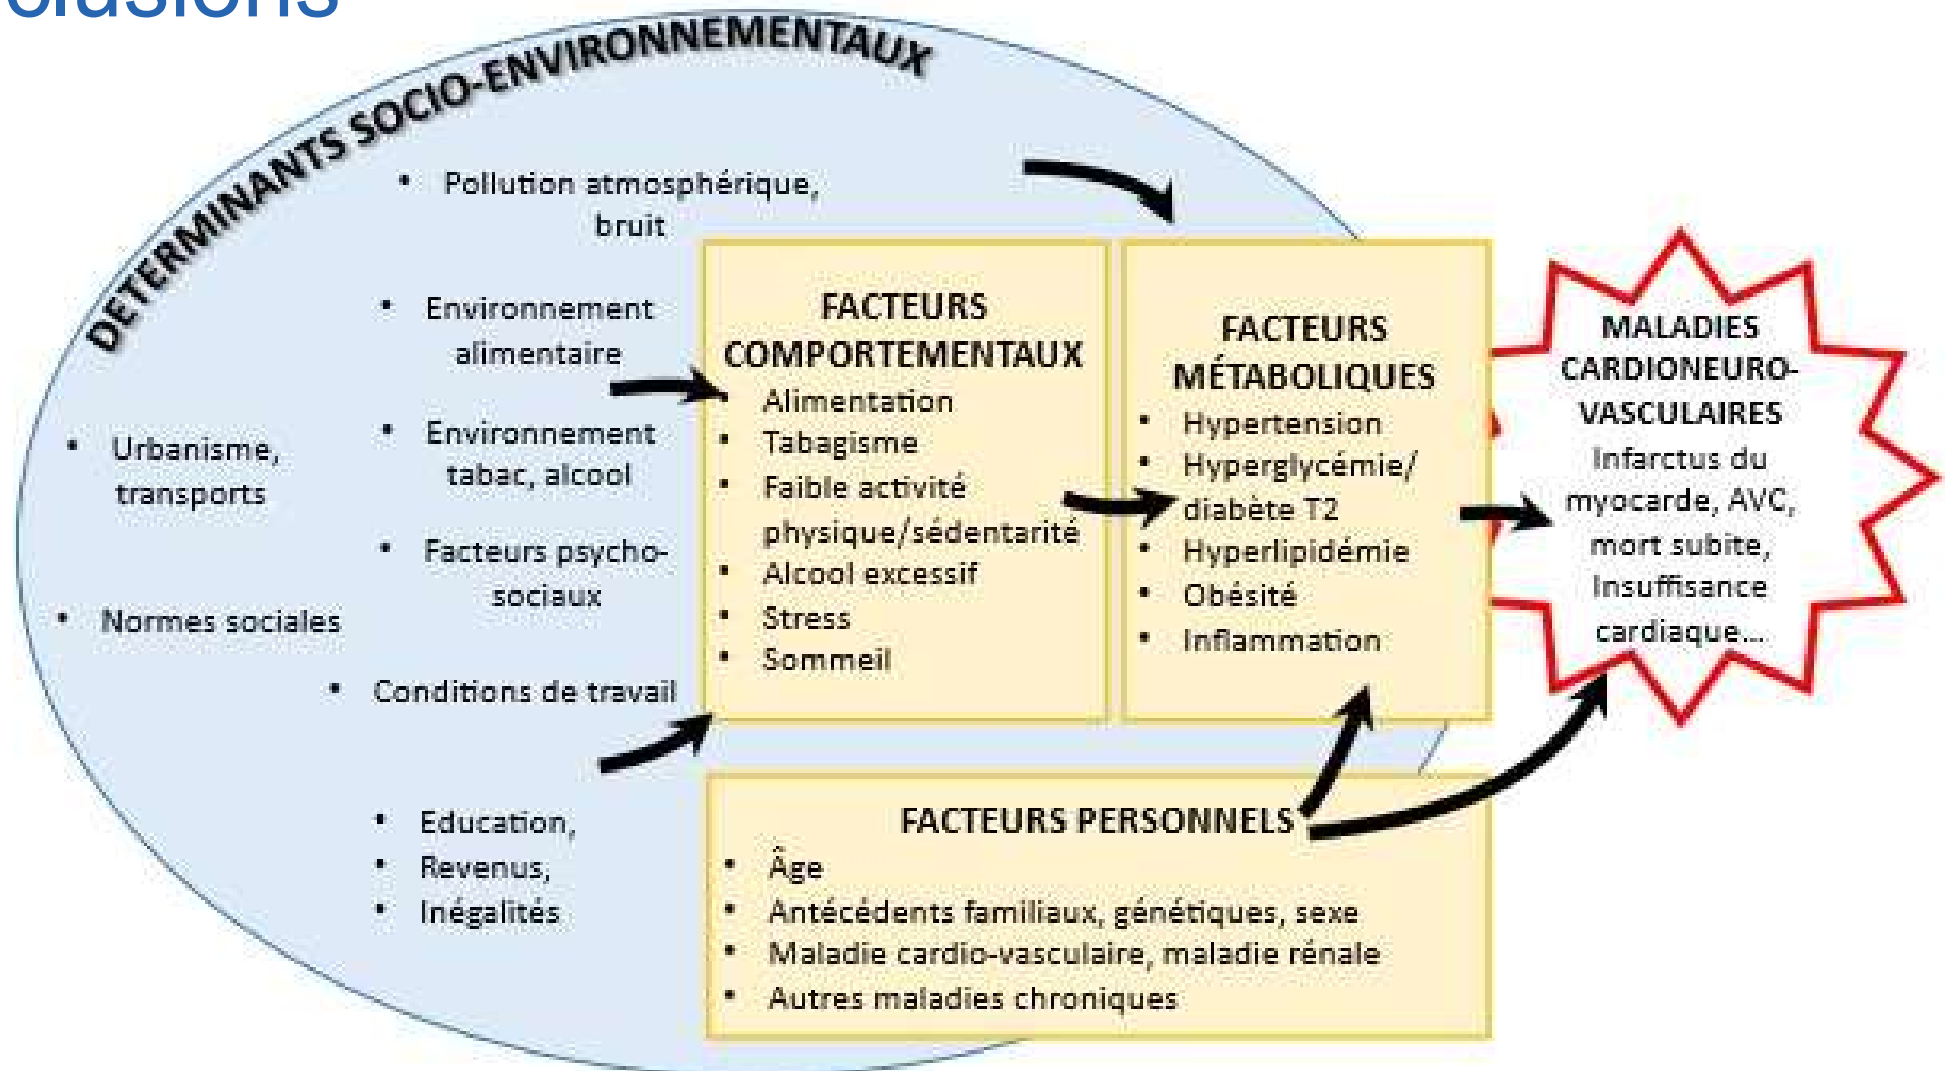 clusions
DETERMINANTS SOCIO-ENVIRONNEMENTAUX
• Pollution atmosphérique,
bruit
• Environnement
alimentaire
• Environnement
tabac, alcool
• Urbanisme,
transports
• Facteurs psycho-
sociaux
• Normes sociales
• Conditions de travail
• Education,
• Revenus,
• Inégalités
FACTEURS
COMPORTEMENTAUX
• Alimentation
• Tabagisme
• Faible activité
physique/sédentarité
• Alcool excessif
• Stress
• Sommeil
FACTEURS
MÉTABOLIQUES
• Hypertension
• Hyperglycémie/
diabète T2
• Hyperlipidémie
• Obésité
• Inflammation
MALADIES
CARDIONEURO-
VASCULAIRES
Infarctus du
myocarde, AVC,
mort subite,
Insuffisance
cardiaque...
FACTEURS PERSONNELS
• Âge
• Antécédents familiaux, génétiques, sexe
• Maladie cardio-vasculaire, maladie rénale
• Autres maladies chroniques